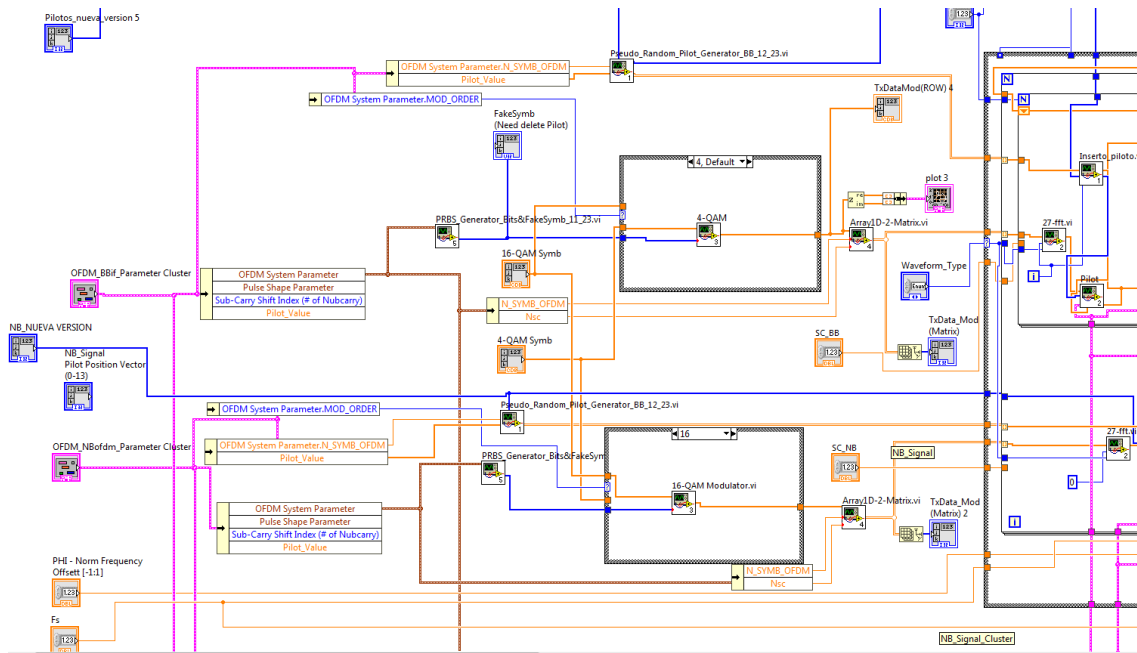 Pilotos_nueva_version 5
Pseudo_Random_Pilot_Generator_BB_12_23.vi
OFDM System Parameter.N_SYMB_OFDM
Pilot_Value
OFDM System Parameter.MOD_ORDER
TxDataMod(ROW) 4
FakeSymb
(Need delete Pilot)
4, Default
N
N
Inserto_piloto.
plot 3
PRBS_Generator_Bits&FakeSymb_11_23.vi
4-QAM
Array1D-2-Matrix.vi
27-fft.vi
16-QAM Symb
OFDM_BBif_Parameter Cluster
OFDM System Parameter
Pulse Shape Parameter
Sub-Carry Shift Index (# of Nubcarry)
Pilot_Value
Waveform_Type
i
Pilot
N_SYMB_OFDM
Nsc
NB_NUEVA VERSION
4-QAM Symb
SC_BB
TxData_Mod
(Matrix)
NB_Signal
Pilot Position Vector
(0-13)
OFDM System Parameter.MOD_ORDER
Pseudo_Random_Pilot_Generator_BB_12_23.vi
OFDM_NBofdm_Parameter Cluster
OFDM System Parameter.N_SYMB_OFDM
Pilot_Value
16
27-fft.vi
PRBS_Generator_Bits&FakeSym
SC_NB
NB_Signal
0
16-QAM Modulator.vi
Array1D-2-Matrix.vi
TxData_Mod
(Matrix) 2
OFDM System Parameter
Pulse Shape Parameter
Sub-Carry Shift Index (# of Nubcarry)
Pilot_Value
i
PHI - Norm Frequency
Offsett [-1:1]
N_SYMB_OFDM
Nsc
Fs
NB_Signal_Cluster